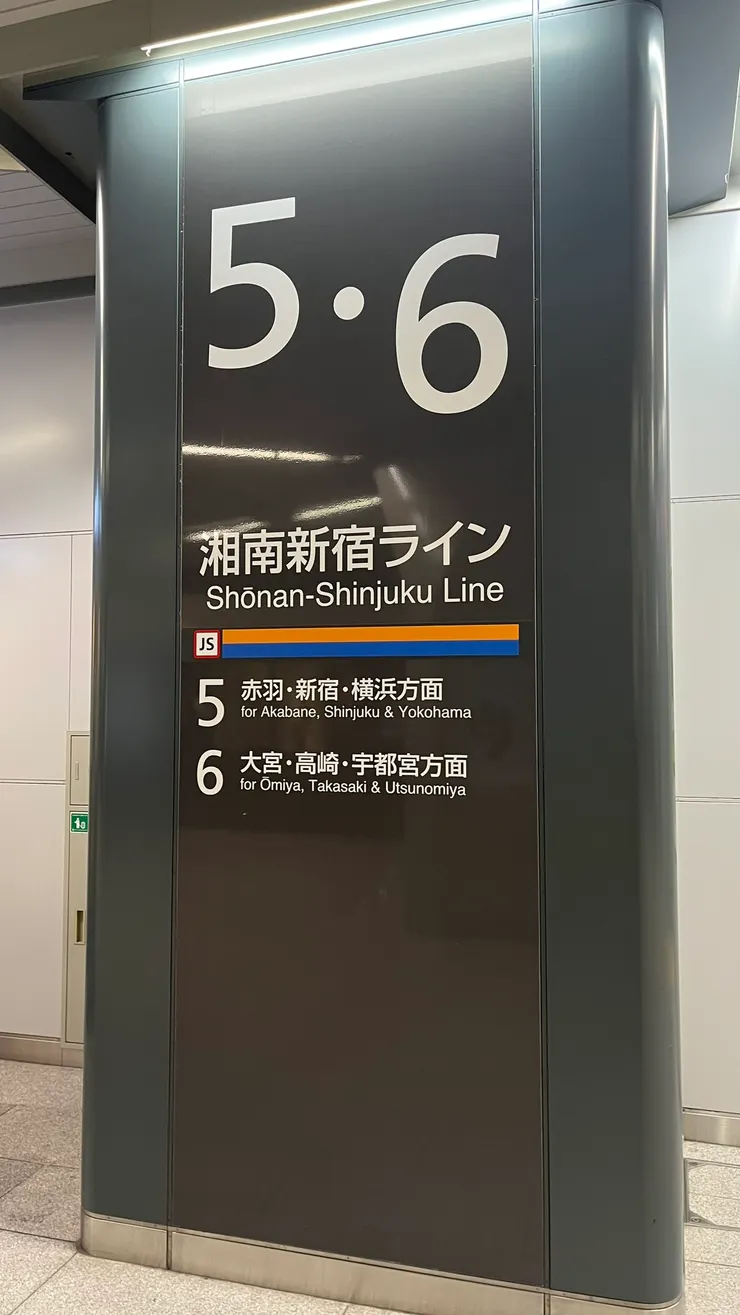 5・6
湘南新宿ライン
Shōnan-Shinjuku Line
JS
5 赤羽・新宿・横浜方面
for Akabane, Shinjuku & Yokohama
6 大宮・高崎・宇都宮方面
for Ōmiya, Takasaki & Utsunomiya